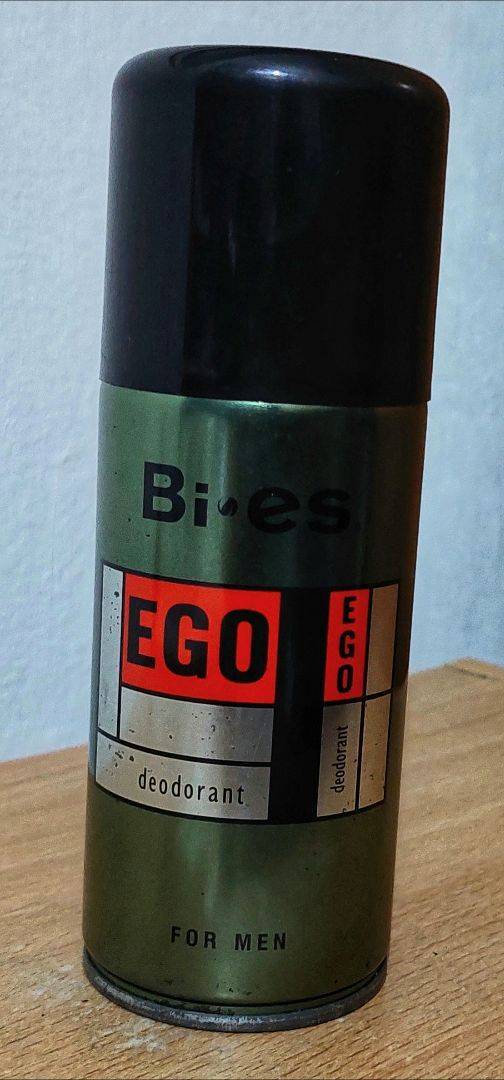 Bi·es
EGO
deodorant
EGO
deodorant
FOR MEN